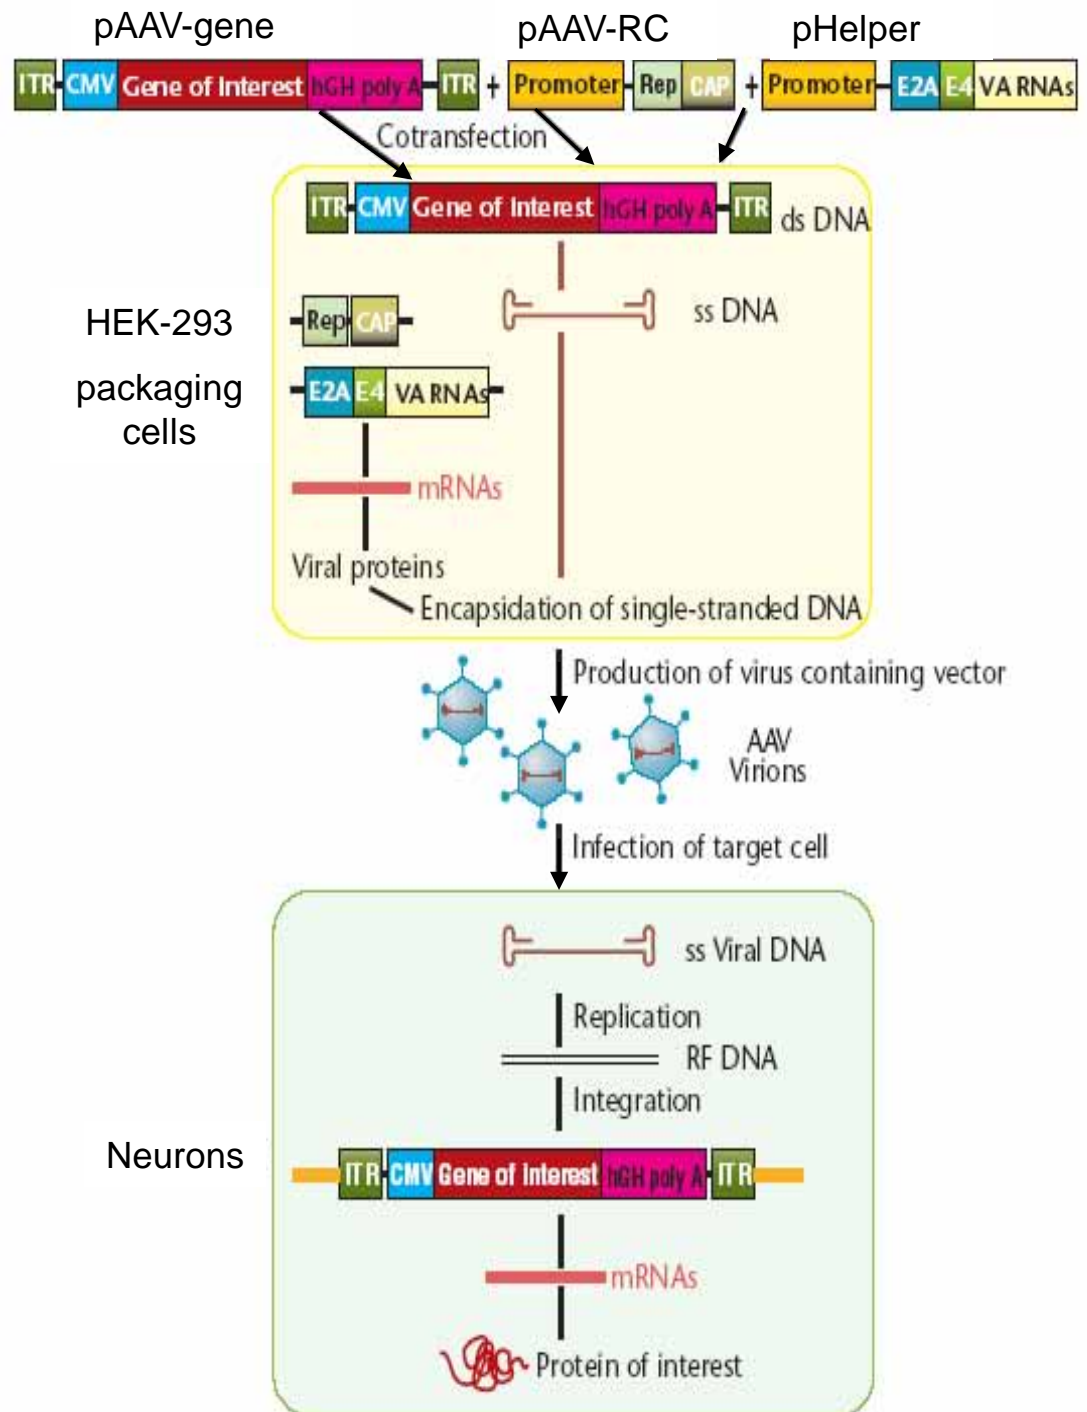 pAAV-gene pAAV-RC pHelper
ITR CMV Gene of Interest hGH poly A ITR + Promoter Rep CAP + Promoter E2A E4 VA RNAs
Cotransfection
ITR CMV Gene of Interest hGH poly A ITR ds DNA
HEK-293
packaging
cells
Rep CAP
ss DNA
E2A E4 VA RNAs
mRNAs
Viral proteins
Encapsidation of single-stranded DNA
Production of virus containing vector
AAV
Virions
Infection of target cell
ss Viral DNA
Replication
RF DNA
Integration
Neurons
ITR CMV Gene of Interest hGH poly A ITR
mRNAs
Protein of interest